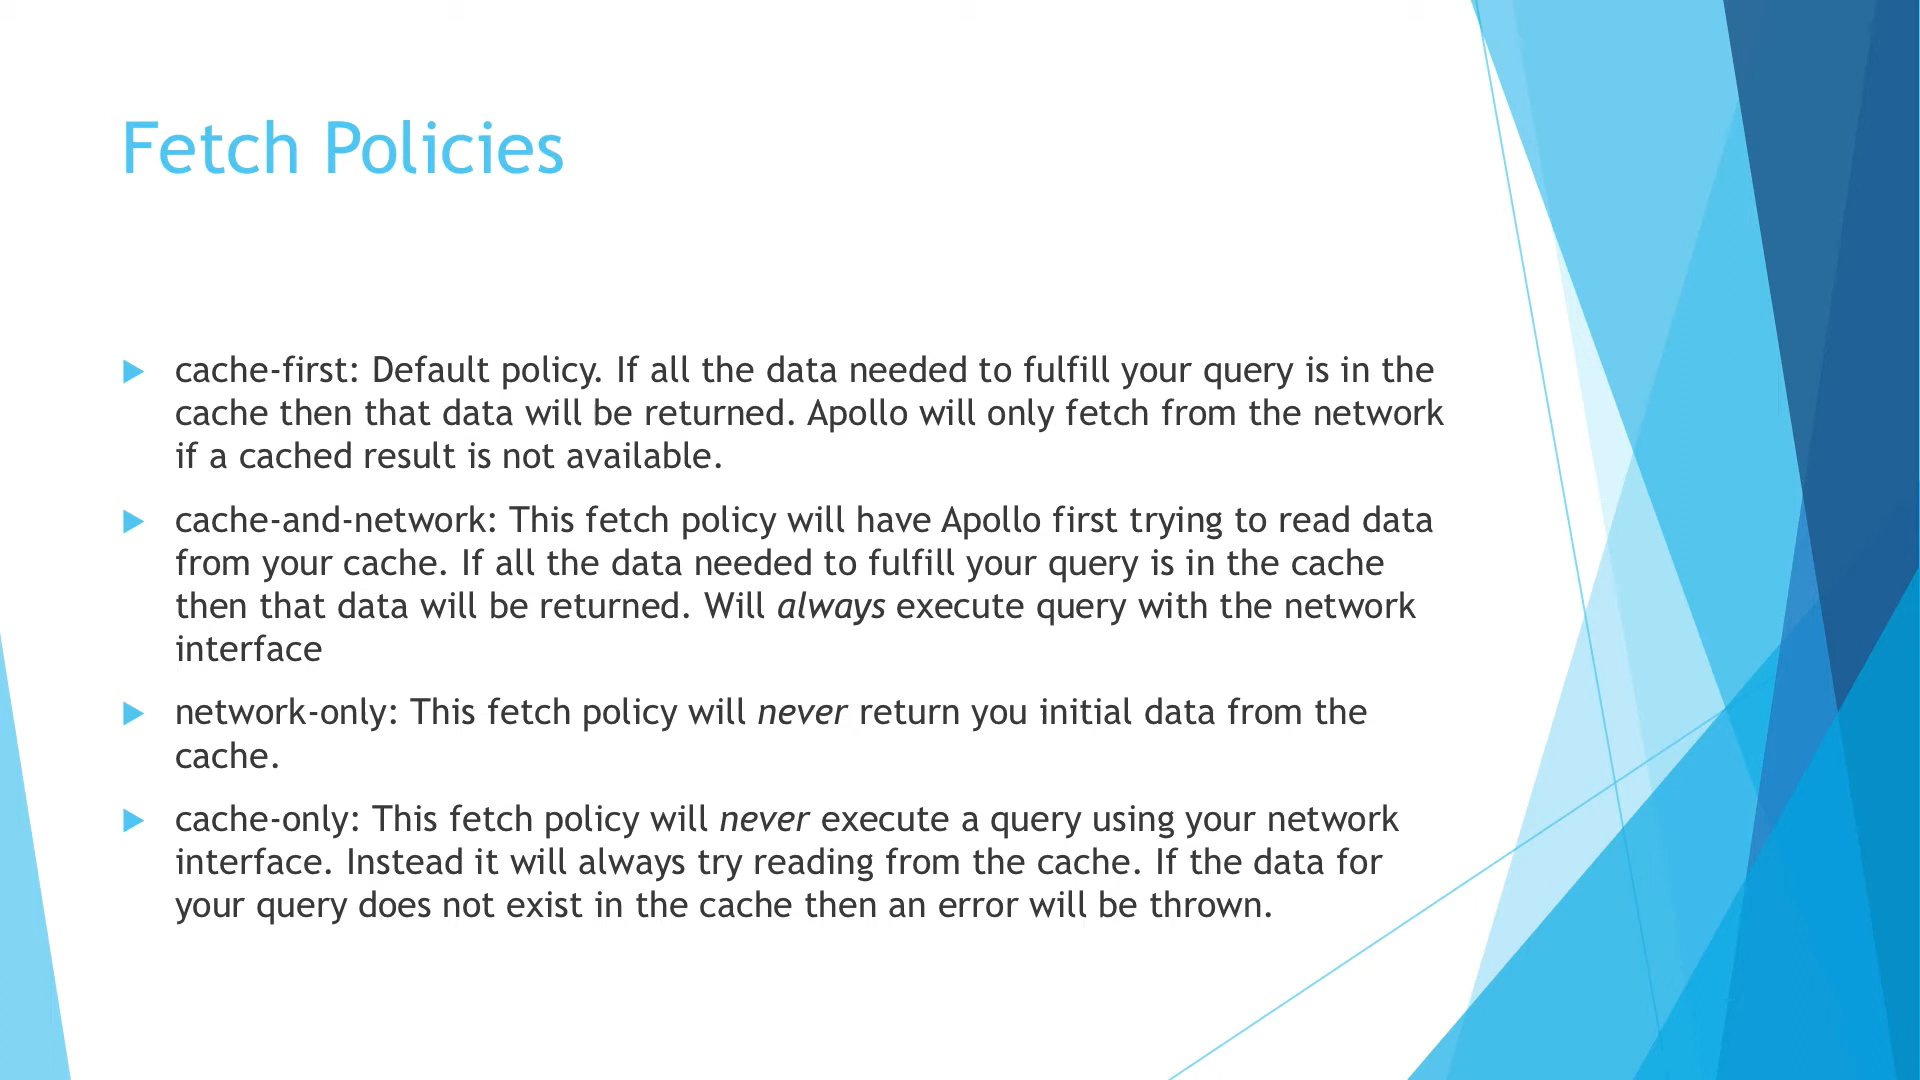 Fetch Policies
cache-first: Default policy. If all the data needed to fulfill your query is in the
cache then that data will be returned. Apollo will only fetch from the network
if a cached result is not available.
cache-and-network: This fetch policy will have Apollo first trying to read data
from your cache. If all the data needed to fulfill your query is in the cache
then that data will be returned. Will always execute query with the network
interface
network-only: This fetch policy will never return you initial data from the
cache.
cache-only: This fetch policy will never execute a query using your network
interface. Instead it will always try reading from the cache. If the data for
your query does not exist in the cache then an error will be thrown.